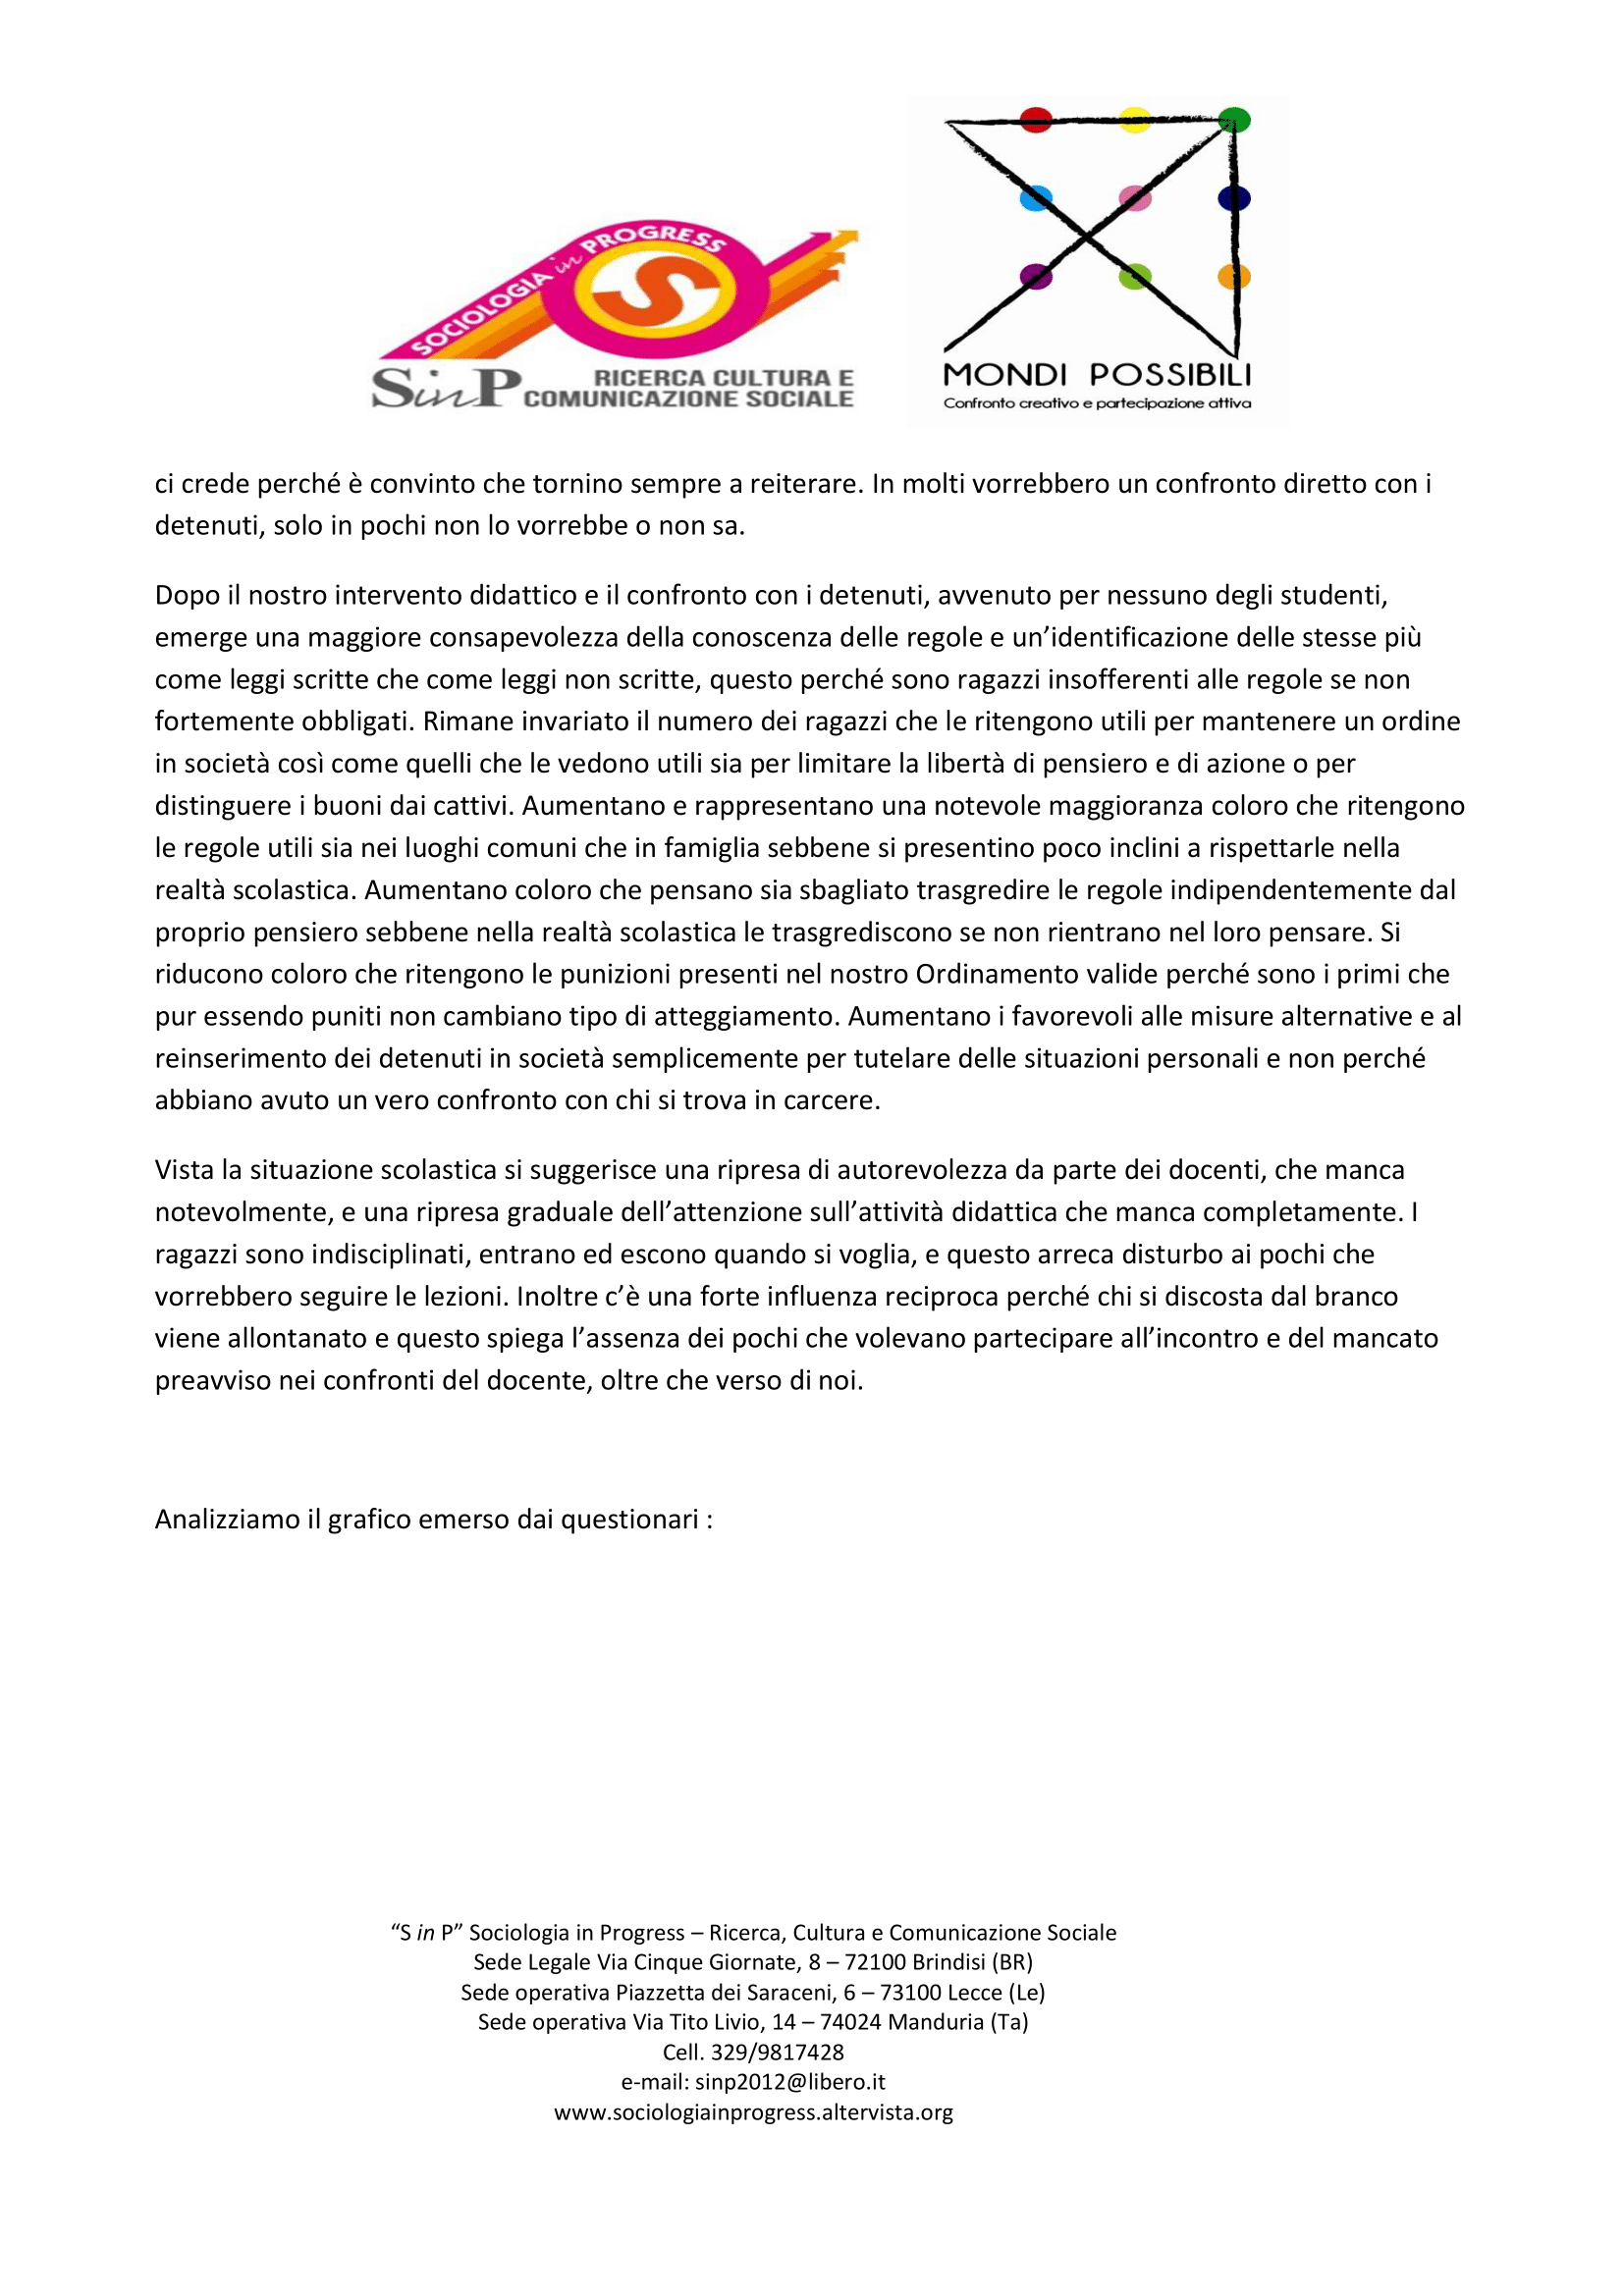 SOCIOLOGIA in PROGRESS
SinP RICERCA CULTURA E
COMUNICAZIONE SOCIALE
MONDI POSSIBILI
Confronto creativo e partecipazione attiva
ci crede perché è convinto che tornino sempre a reiterare. In molti vorrebbero un confronto diretto con i
detenuti, solo in pochi non lo vorrebbe o non sa.
Dopo il nostro intervento didattico e il confronto con i detenuti, avvenuto per nessuno degli studenti,
emerge una maggiore consapevolezza della conoscenza delle regole e un’identificazione delle stesse più
come leggi scritte che come leggi non scritte, questo perché sono ragazzi insofferenti alle regole se non
fortemente obbligati. Rimane invariato il numero dei ragazzi che le ritengono utili per mantenere un ordine
in società così come quelli che le vedono utili sia per limitare la libertà di pensiero e di azione o per
distinguere i buoni dai cattivi. Aumentano e rappresentano una notevole maggioranza coloro che ritengono
le regole utili sia nei luoghi comuni che in famiglia sebbene si presentino poco inclini a rispettarle nella
realtà scolastica. Aumentano coloro che pensano sia sbagliato trasgredire le regole indipendentemente dal
proprio pensiero sebbene nella realtà scolastica le trasgrediscono se non rientrano nel loro pensare. Si
riducono coloro che ritengono le punizioni presenti nel nostro Ordinamento valide perché sono i primi che
pur essendo puniti non cambiano tipo di atteggiamento. Aumentano i favorevoli alle misure alternative e al
reinserimento dei detenuti in società semplicemente per tutelare delle situazioni personali e non perché
abbiano avuto un vero confronto con chi si trova in carcere.
Vista la situazione scolastica si suggerisce una ripresa di autorevolezza da parte dei docenti, che manca
notevolmente, e una ripresa graduale dell’attenzione sull’attività didattica che manca completamente. I
ragazzi sono indisciplinati, entrano ed escono quando si voglia, e questo arreca disturbo ai pochi che
vorrebbero seguire le lezioni. Inoltre c’è una forte influenza reciproca perché chi si discosta dal branco
viene allontanato e questo spiega l’assenza dei pochi che volevano partecipare all’incontro e del mancato
preavviso nei confronti del docente, oltre che verso di noi.
Analizziamo il grafico emerso dai questionari :
“S in P” Sociologia in Progress – Ricerca, Cultura e Comunicazione Sociale
Sede Legale Via Cinque Giornate, 8 – 72100 Brindisi (BR)
Sede operativa Piazzetta dei Saraceni, 6 – 73100 Lecce (Le)
Sede operativa Via Tito Livio, 14 – 74024 Manduria (Ta)
Cell. 329/9817428
e-mail: sinp2012@libero.it
www.sociologiainprogress.altervista.org